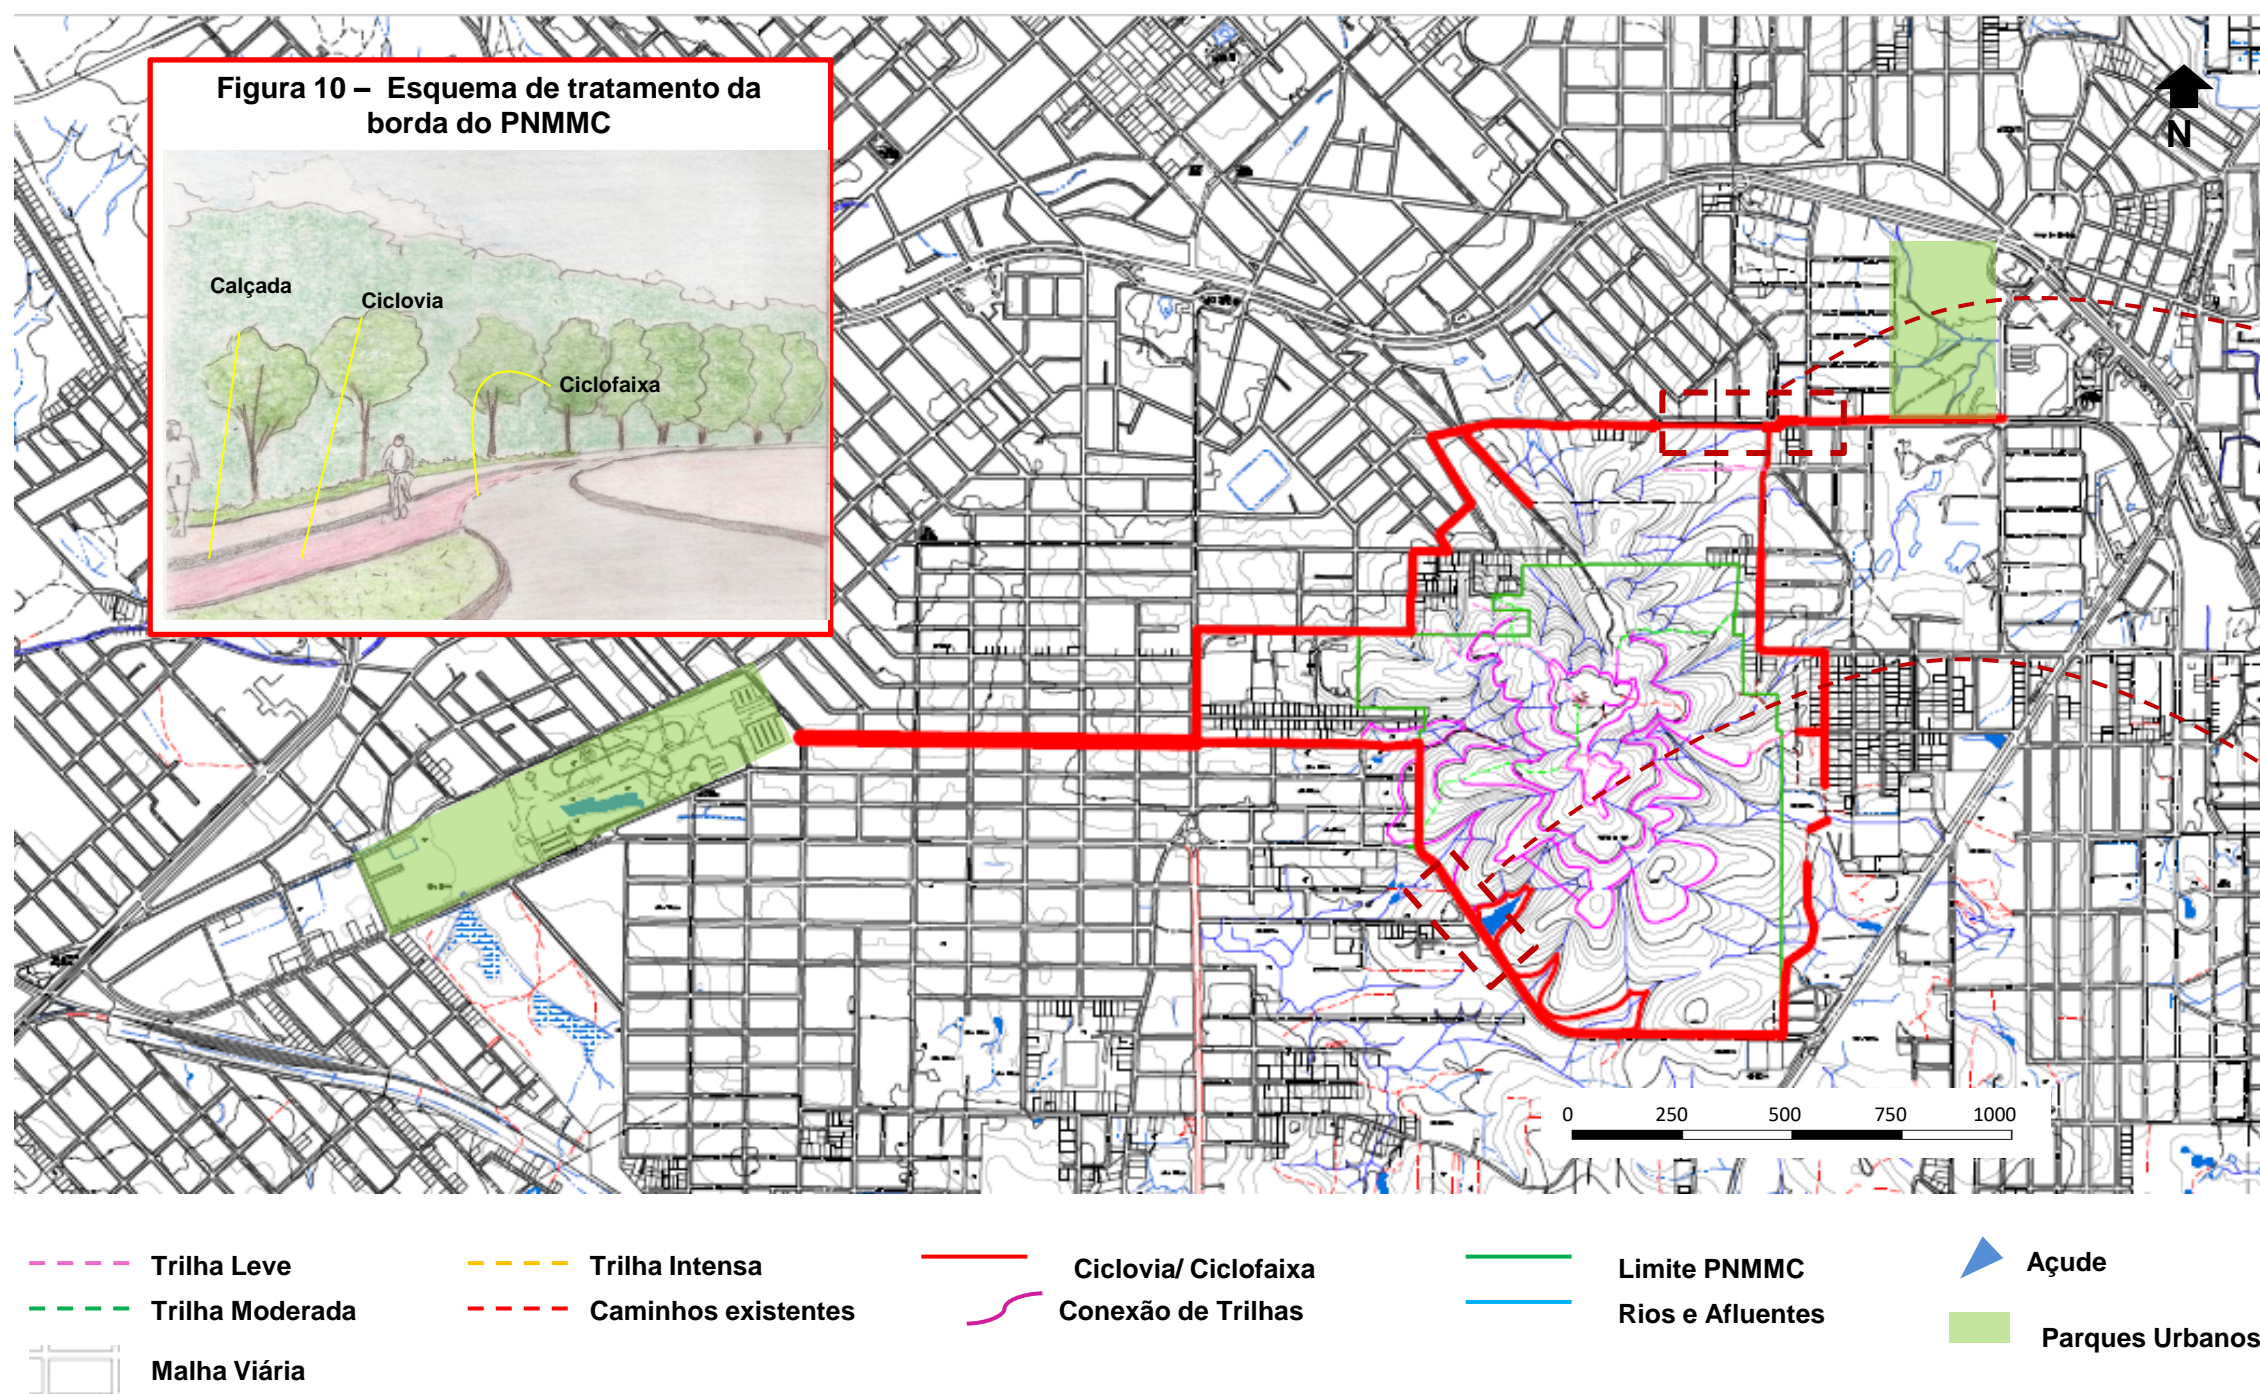 Figura 10 – Esquema de tratamento da
borda do PNMMC
Calçada
Ciclovia
Ciclofaixa
N
0 250 500 750 1000
Trilha Leve
Trilha Intensa
Ciclovia/ Ciclofaixa
Limite PNMMC
Açude
Trilha Moderada
Caminhos existentes
Conexão de Trilhas
Rios e Afluentes
Parques Urbanos
Malha Viária